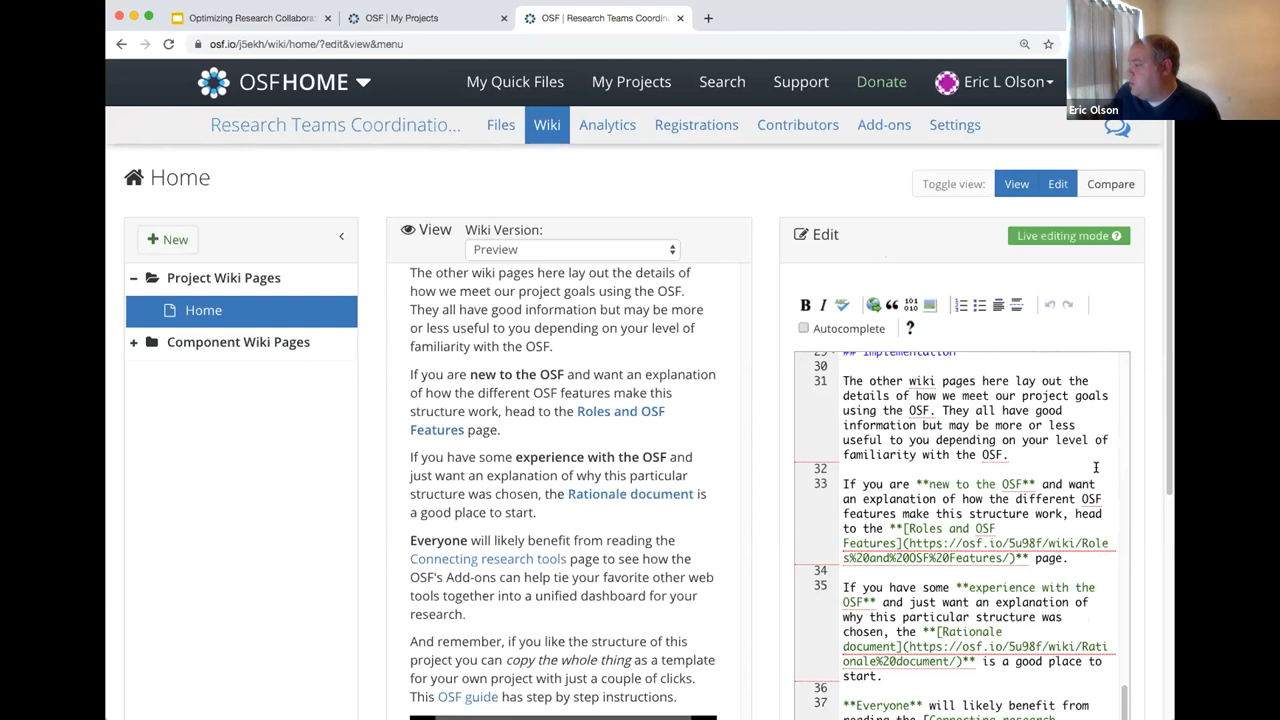 Optimizing Research Collabora
OSF | My Projects
OSF | Research Teams Coordin
osf.io/j5ekh/wiki/home/?edit&view&menu
Eric Olson
OSFHOME
My Quick Files
My Projects
Search
Support
Donate
Eric L Olson
Research Teams Coordinatio...
Files
Wiki
Analytics
Registrations
Contributors
Add-ons
Settings
Home
Toggle view:
View
Edit
Compare
New
Project Wiki Pages
Home
Component Wiki Pages
View
Wiki Version:
Preview
The other wiki pages here lay out the details of
how we meet our project goals using the OSF.
They all have good information but may be more
or less useful to you depending on your level of
familiarity with the OSF.
If you are new to the OSF and want an explanation
of how the different OSF features make this
structure work, head to the Roles and OSF
Features page.
If you have some experience with the OSF and
just want an explanation of why this particular
structure was chosen, the Rationale document is
a good place to start.
Everyone will likely benefit from reading the
Connecting research tools page to see how the
OSF's Add-ons can help tie your favorite other web
tools together into a unified dashboard for your
research.
And remember, if you like the structure of this
project you can copy the whole thing as a template
for your own project with just a couple of clicks.
This OSF guide has step by step instructions.
Edit
Live editing mode
B I ABC 101 010
Autocomplete ?
29 ## Implementation
30
31 The other wiki pages here lay out the
details of how we meet our project goals
using the OSF. They all have good
information but may be more or less
useful to you depending on your level of
familiarity with the OSF.
32
33 If you are **new to the OSF** and want
an explanation of how the different OSF
features make this structure work, head
to the **[Roles and OSF
Features](https://osf.io/5u98f/wiki/Role
s%20and%20OSF%20Features/)** page.
34
35 If you have some **experience with the
OSF** and just want an explanation of
why this particular structure was
chosen, the **[Rationale
document](https://osf.io/5u98f/wiki/Rati
onale%20document/)** is a good place to
start.
36
37 **Everyone** will likely benefit from
reading the [Connecting research